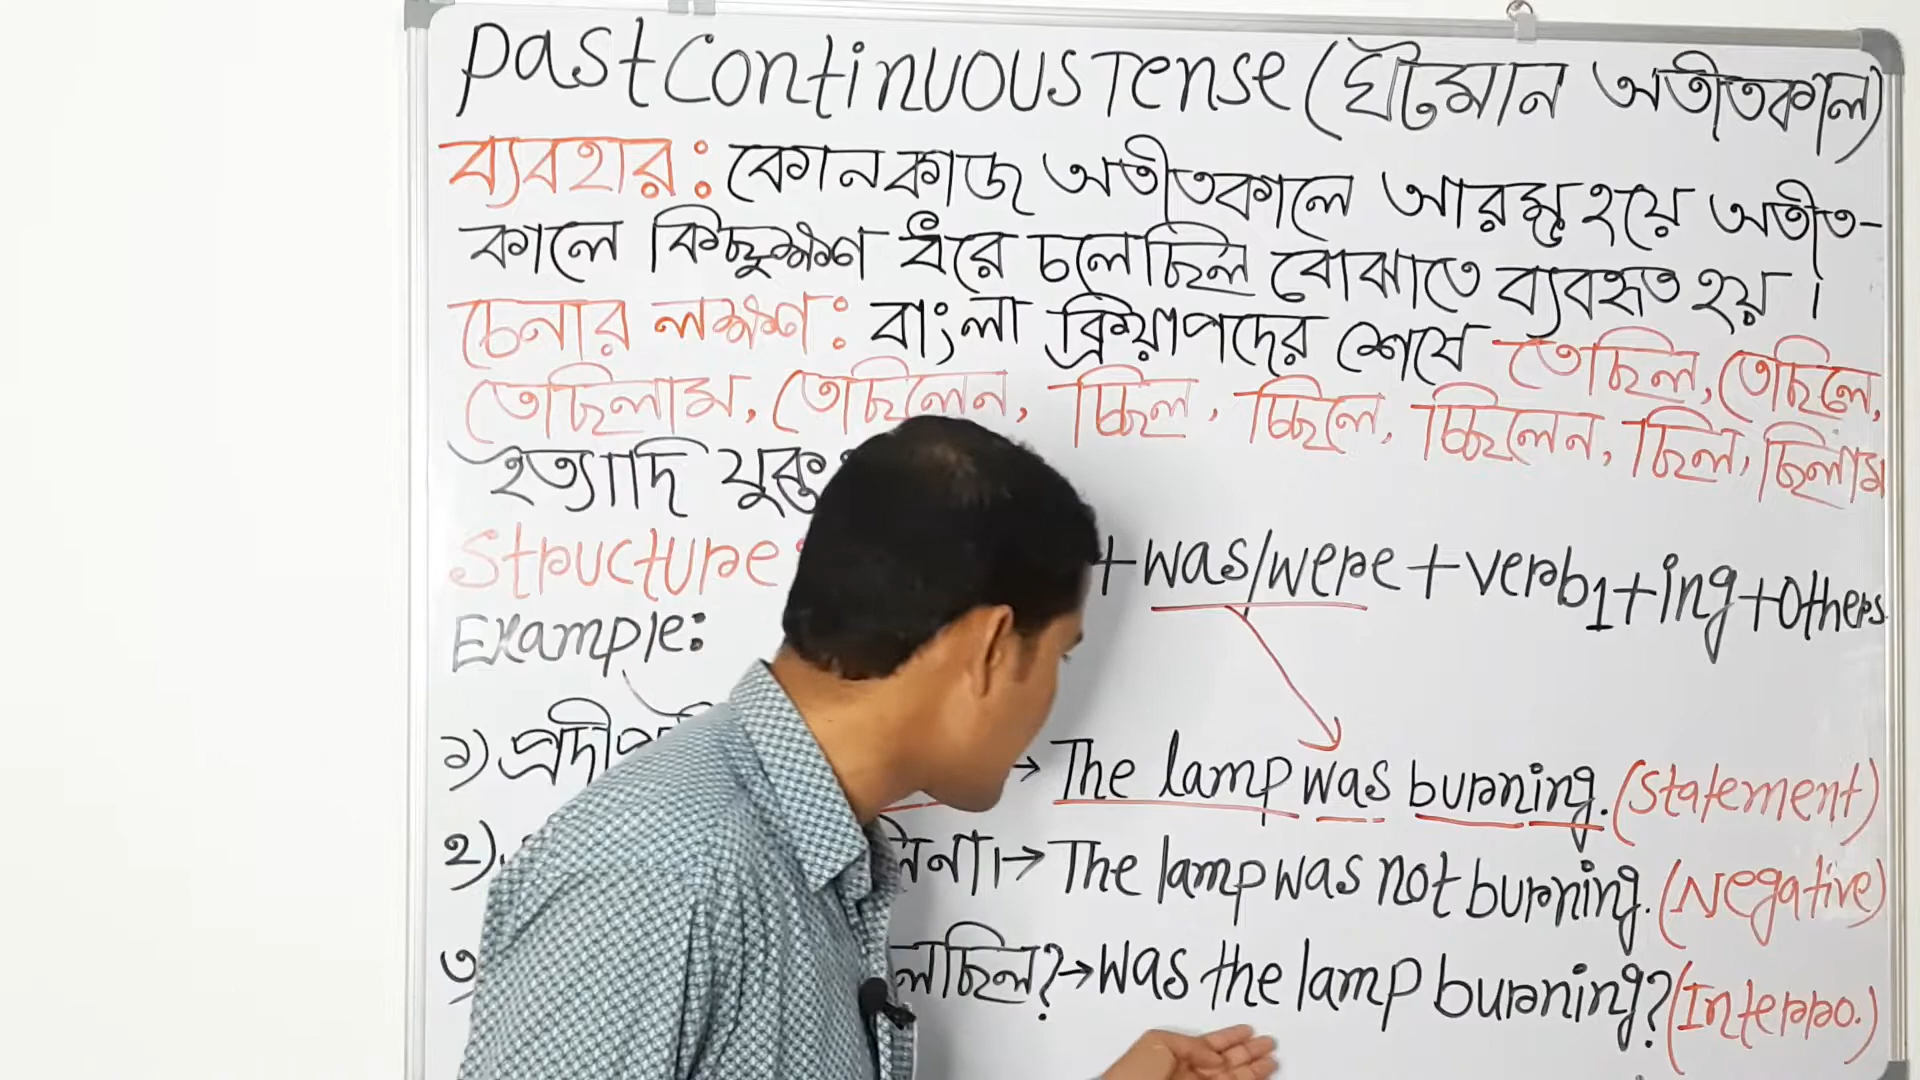 Past Continuous Tense (ঘটমান অতীতকাল)
ব্যবহার: কোন কাজ অতীতকালে আরম্ভ হয়ে অতীত-
কালে কিছুক্ষণ ধরে চলেছিল বোঝাতে ব্যবহৃত হয়।
চেনার লক্ষণ: বাংলা ক্রিয়াপদের শেষে তেছিল, তেছিলে,
তেছিলাম, তেছিলেন, চ্ছিল, চ্ছিলে, চ্ছিলেন, ছিল, ছিলাম
ইত্যাদি যুক্ত
Structure: +was/were+verb1+ing+Others
Example:
১) → The lamp was burning. (Statement)
২) → The lamp was not burning. (Negative)
৩ লছিল? → Was the lamp burning? (Interro.)